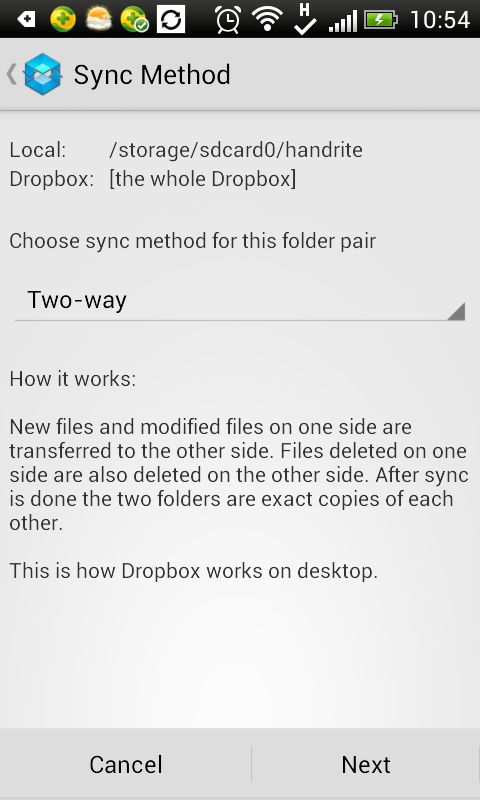 H
10:54
Sync Method
Local: /storage/sdcard0/handrite
Dropbox: [the whole Dropbox]
Choose sync method for this folder pair
Two-way
How it works:
New files and modified files on one side are
transferred to the other side. Files deleted on one
side are also deleted on the other side. After sync
is done the two folders are exact copies of each
other.
This is how Dropbox works on desktop.
Cancel
Next